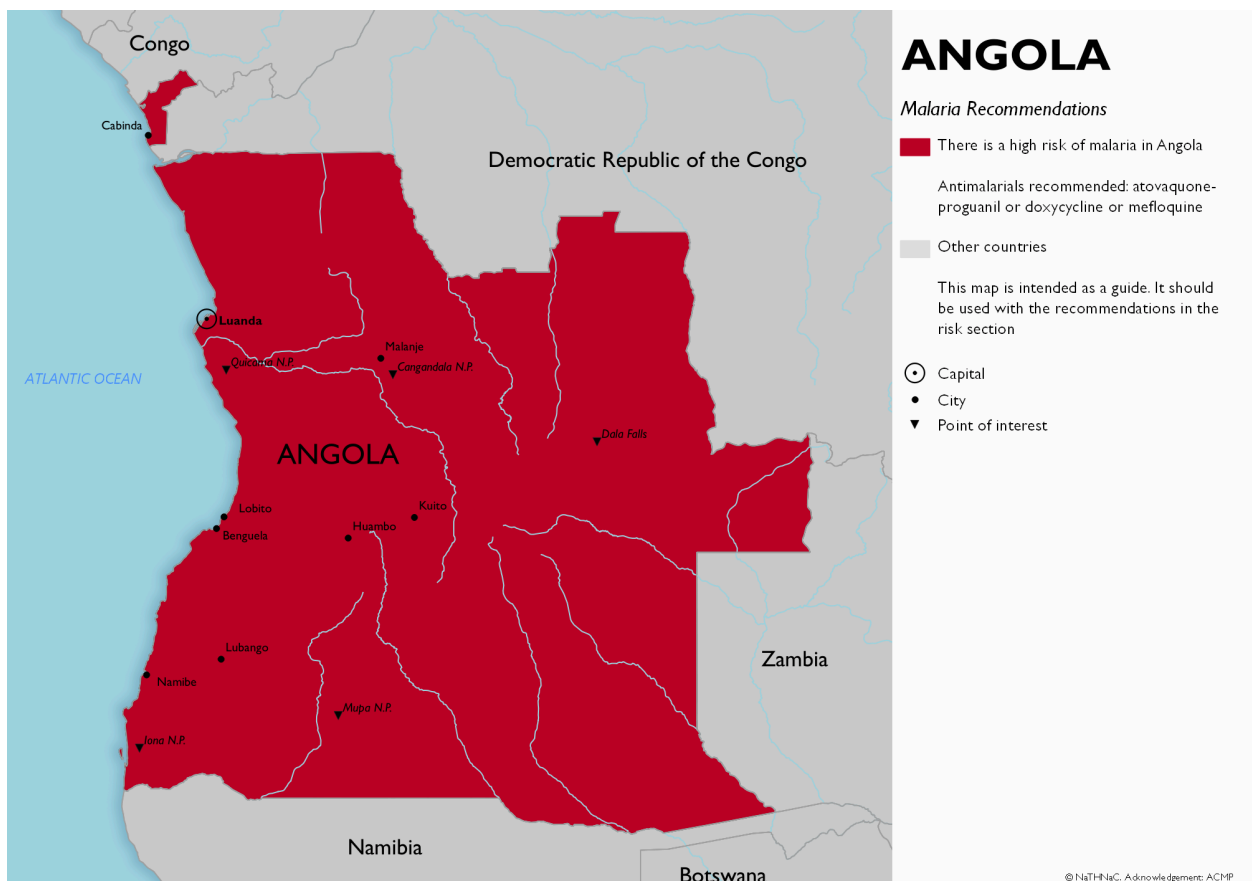 Congo
Cabinda
Democratic Republic of the Congo
Luanda
Malanje
Quicama N.P.
Cangandala N.P.
ATLANTIC OCEAN
Dala Falls
ANGOLA
Lobito
Kuito
Benguela
Huambo
Lubango
Zambia
Namibe
Mupa N.P.
Iona N.P.
Namibia
Botswana
ANGOLA
Malaria Recommendations
There is a high risk of malaria in Angola
Antimalarials recommended: atovaquone-
proguanil or doxycycline or mefloquine
Other countries
This map is intended as a guide. It should
be used with the recommendations in the
risk section
Capital
City
Point of interest
© NaTHNaC. Acknowledgement: ACMP